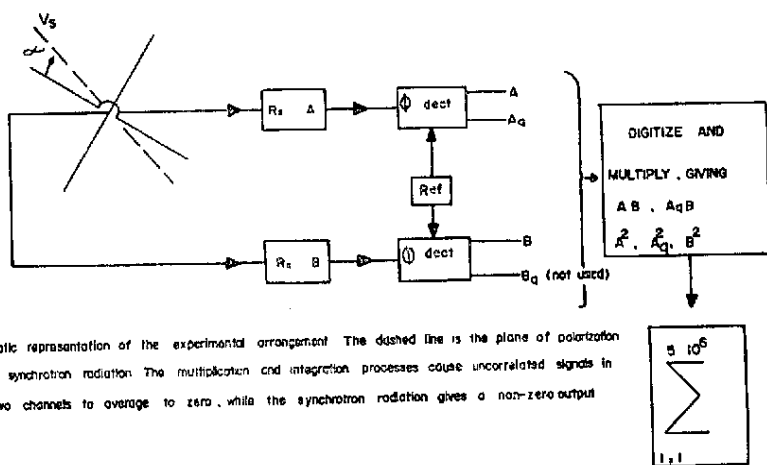 Vs
α
Rx A
Φ dect
A
Aq
DIGITIZE AND
MULTIPLY, GIVING
AB, AqB
A², Aq², B²
Ref
Rx B
Φ dect
B
Bq (not used)
atic representation of the experimental arrangement The dashed line is the plane of polarization
synchrotron radiation The multiplication and integration processes cause uncorrelated signals in
wo channels to average to zero, while the synchrotron radiation gives a non-zero output
5 10⁶
Σ